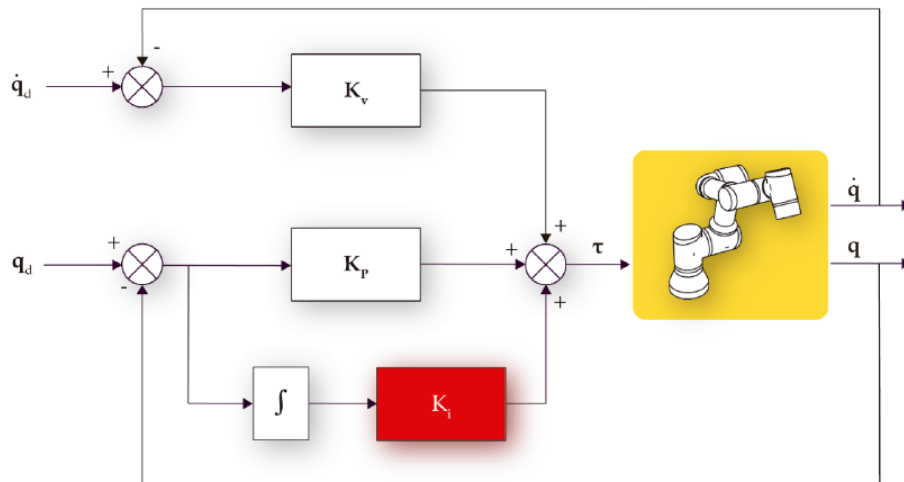 -
q̇d + Kv
+ q̇
+ + τ
qd KP q
-
+
∫ Ki